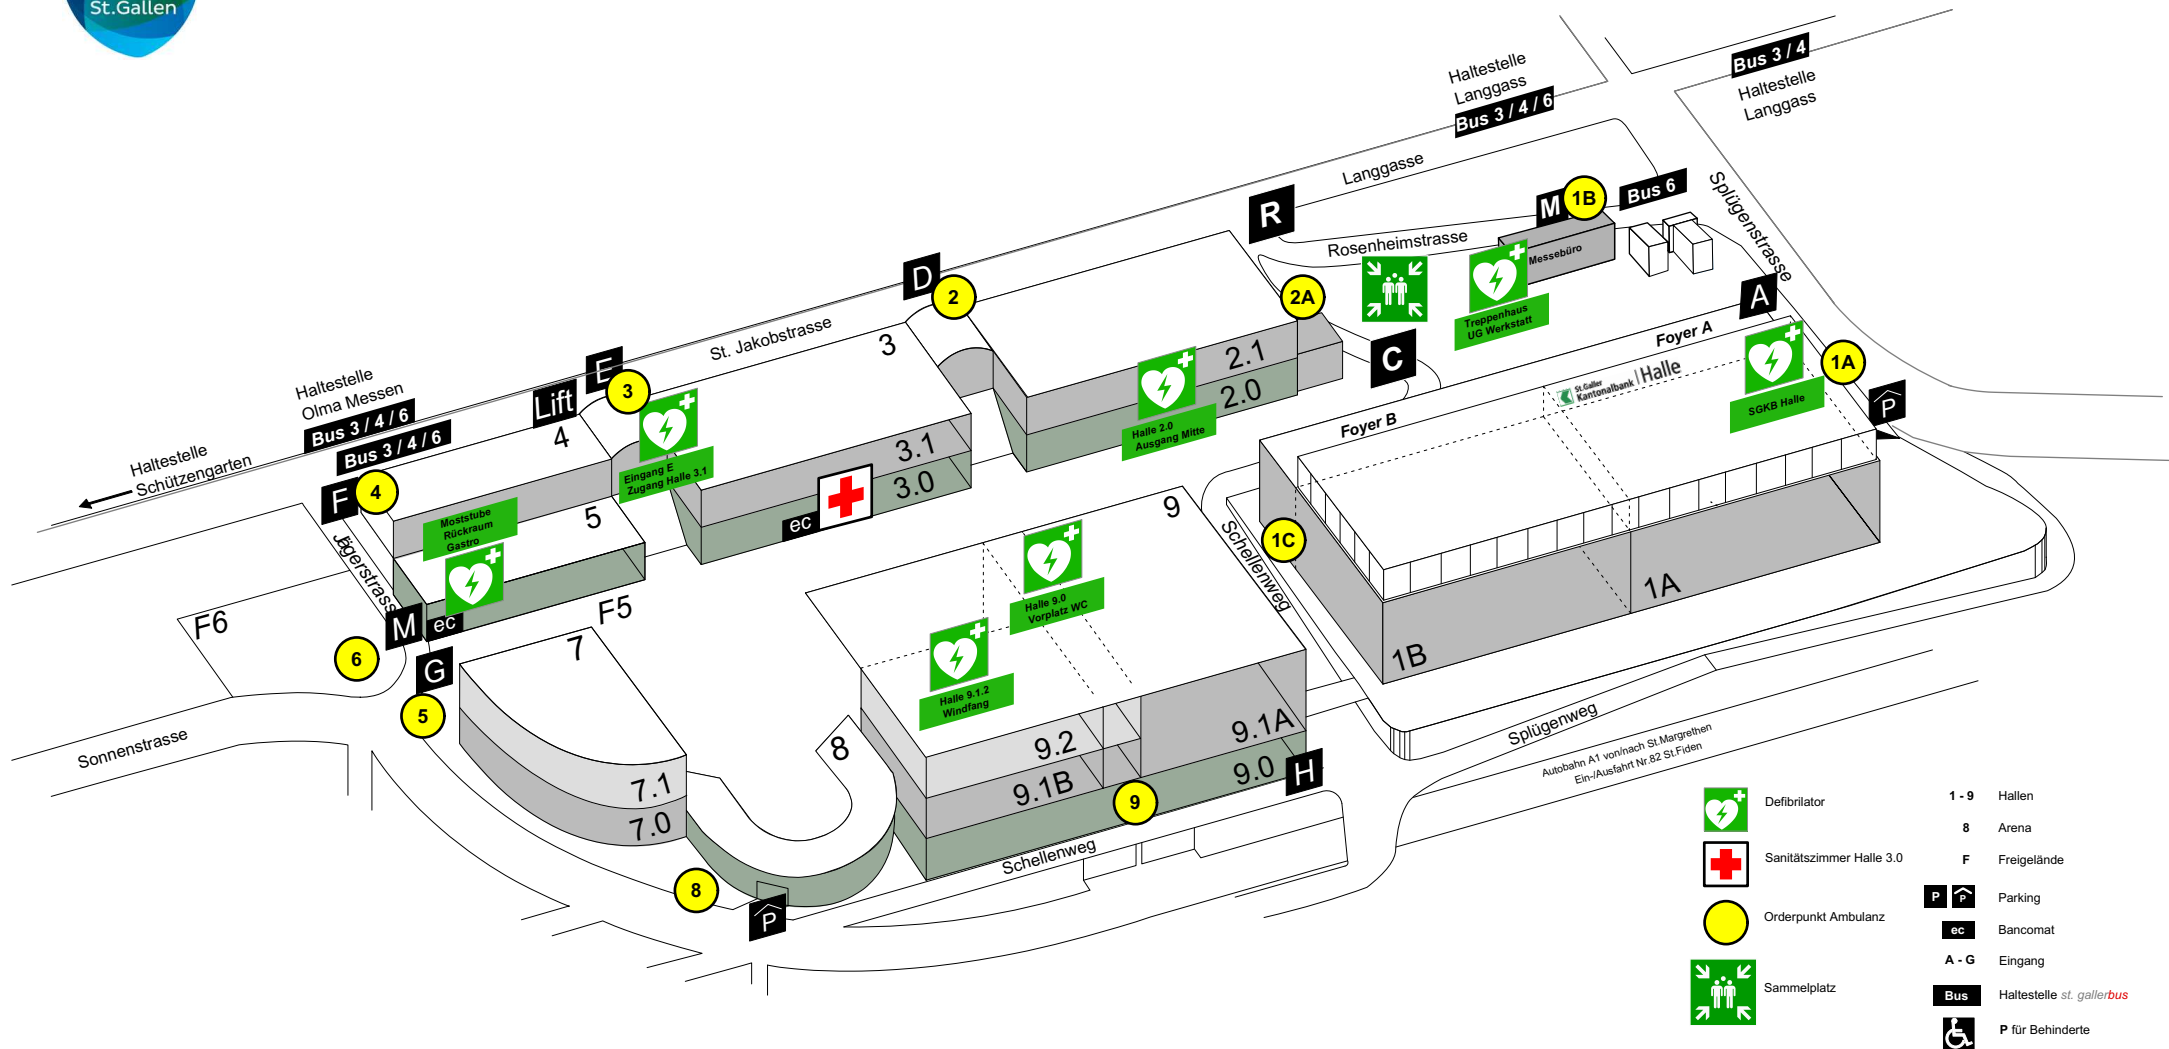 St.Gallen
Haltestelle
Langgass
Bus 3 / 4 / 6
Bus 3 / 4
Haltestelle
Langgass
Langgasse
Splügenstrasse
R
M
1B
Bus 6
Rosenheimstrasse
Messebüro
Treppenhaus
UG Werkstatt
D
2
2A
A
Foyer A
C
St. Jakobstrasse
3
2.1
2.0
Halle 2.0
Ausgang Mitte
St.Galler
Kantonalbank
Halle
SGKB Halle
1A
P
Foyer B
Haltestelle
Olma Messen
Bus 3 / 4 / 6
Bus 3 / 4 / 6
Lift
E
3
4
Eingang E
Zugang Halle 3.1
3.1
3.0
ec
Haltestelle
Schützengarten
F
4
Moststube
Rückraum
Gastro
5
Jägerstrasse
9
Schellenweg
1C
1A
1B
Halle 9.0
Vorplatz WC
Halle 9.1.2
Windfang
F6
F5
M
ec
6
G
5
7
7.1
7.0
8
9.2
9.1A
9.1B
9.0
9
H
Sonnenstrasse
8
P
Schellenweg
Splügenweg
Autobahn A1 von/nach St.Margrethen
Ein-/Ausfahrt Nr.82 St.Fiden
Defibrilator
Sanitätszimmer Halle 3.0
Orderpunkt Ambulanz
Sammelplatz
1 - 9 Hallen
8 Arena
F Freigelände
P P Parking
ec Bancomat
A - G Eingang
Bus Haltestelle st. gallerbus
P für Behinderte